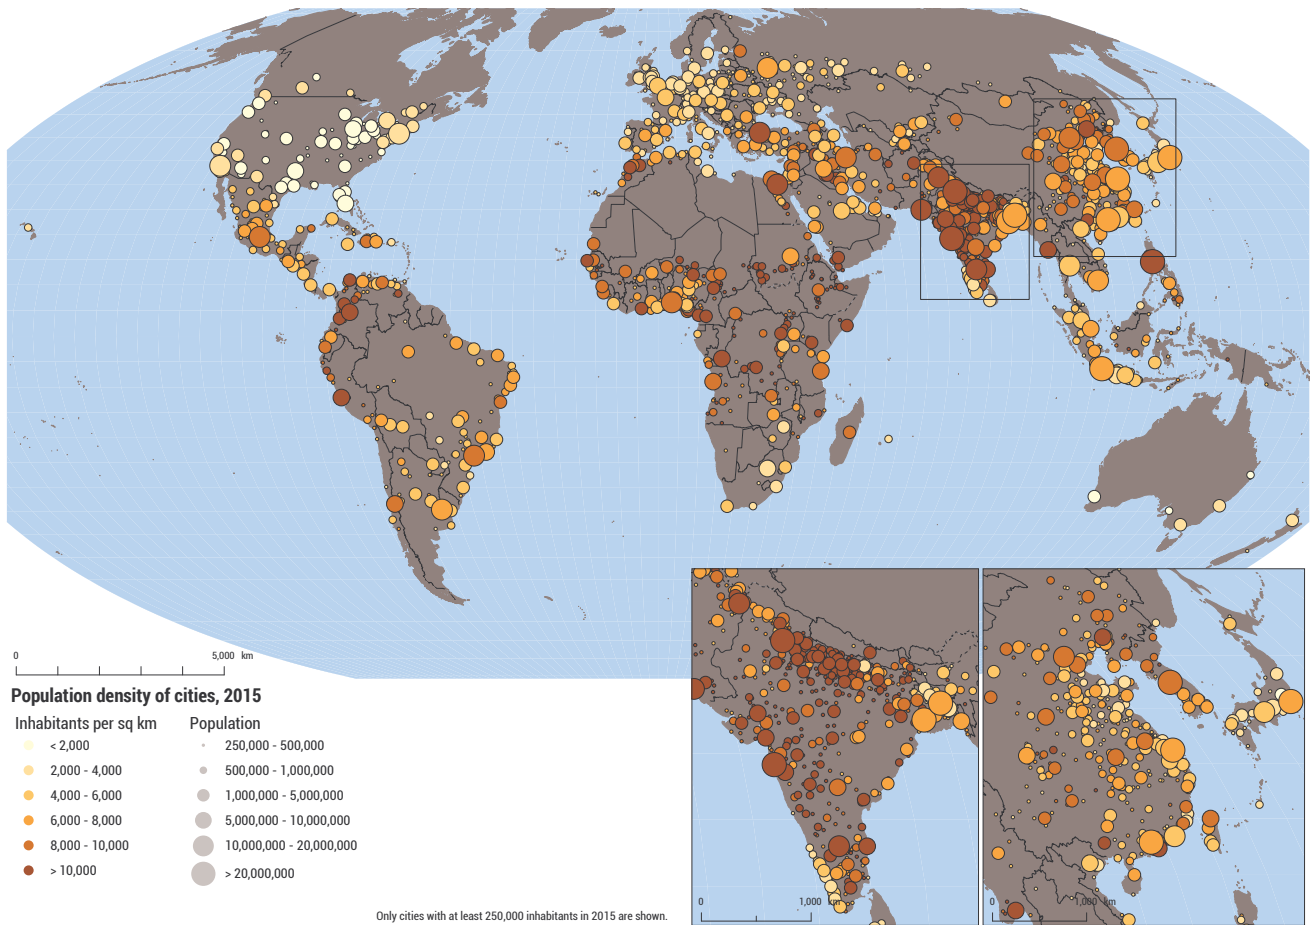 0 5,000 km
Population density of cities, 2015
Inhabitants per sq km
< 2,000
2,000 - 4,000
4,000 - 6,000
6,000 - 8,000
8,000 - 10,000
> 10,000
Population
250,000 - 500,000
500,000 - 1,000,000
1,000,000 - 5,000,000
5,000,000 - 10,000,000
10,000,000 - 20,000,000
> 20,000,000
Only cities with at least 250,000 inhabitants in 2015 are shown.
0 1,000 km
0 1,000 km